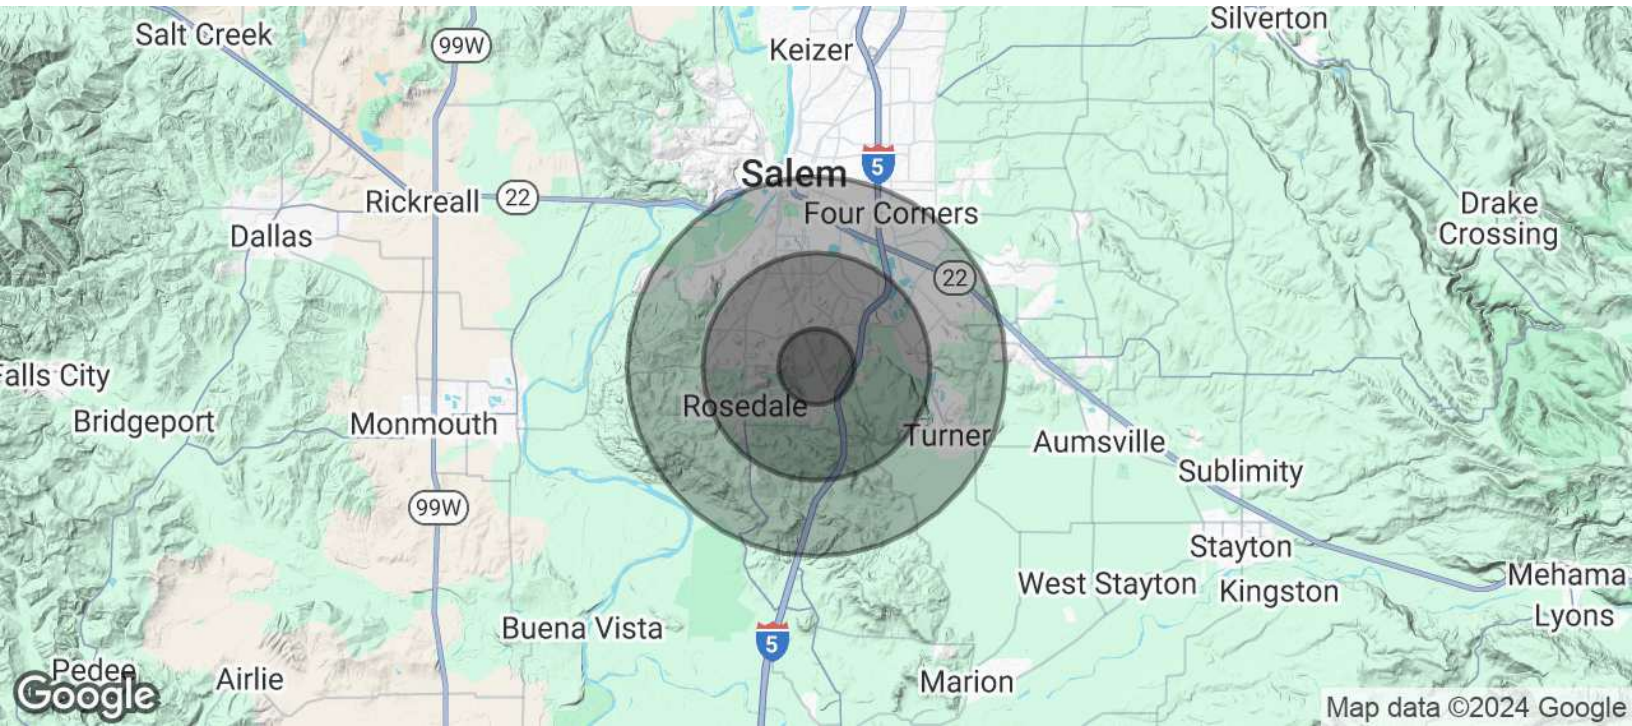 Silverton
Salt Creek
99W
Keizer
5
Salem
Rickreall
22
Four Corners
Drake
Crossing
Dallas
22
Falls City
Bridgeport
Monmouth
Rosedale
Turner
Aumsville
Sublimity
99W
Stayton
West Stayton
Kingston
Mehama
Lyons
Buena Vista
5
Pedee
Airlie
Marion
Google
Map data ©2024 Google